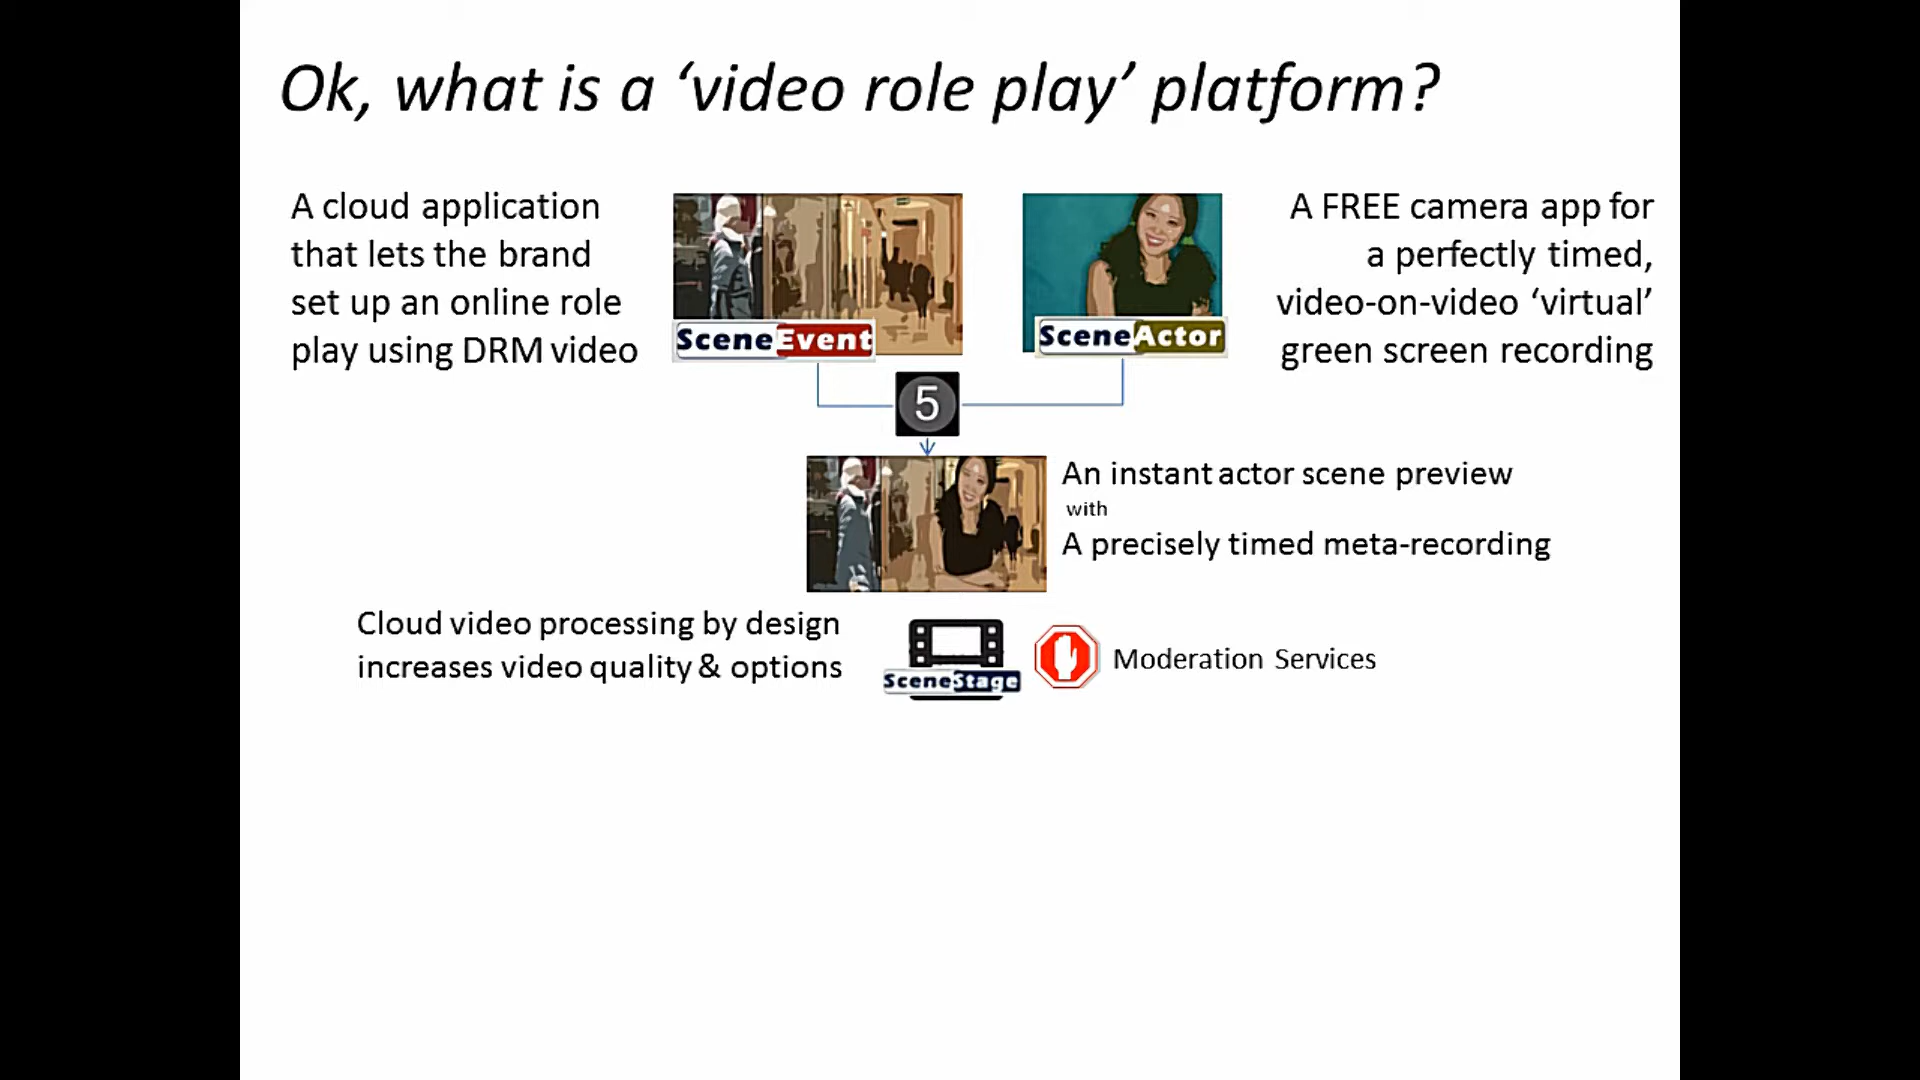 Ok, what is a ‘video role play’ platform?
A cloud application
that lets the brand
set up an online role
play using DRM video
SceneEvent
SceneActor
A FREE camera app for
a perfectly timed,
video-on-video ‘virtual’
green screen recording
5
An instant actor scene preview
with
A precisely timed meta-recording
Cloud video processing by design
increases video quality & options
SceneStage
Moderation Services